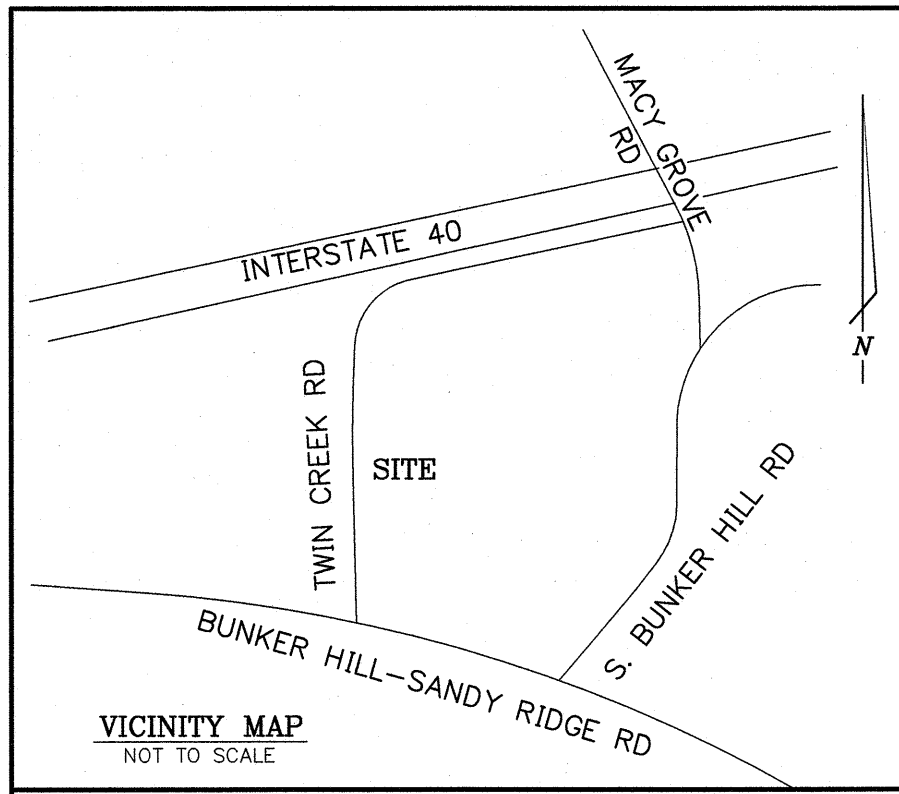 MACY GROVE
RD
INTERSTATE 40
N
TWIN CREEK RD
SITE
S. BUNKER HILL RD
BUNKER HILL-SANDY RIDGE RD
VICINITY MAP
NOT TO SCALE